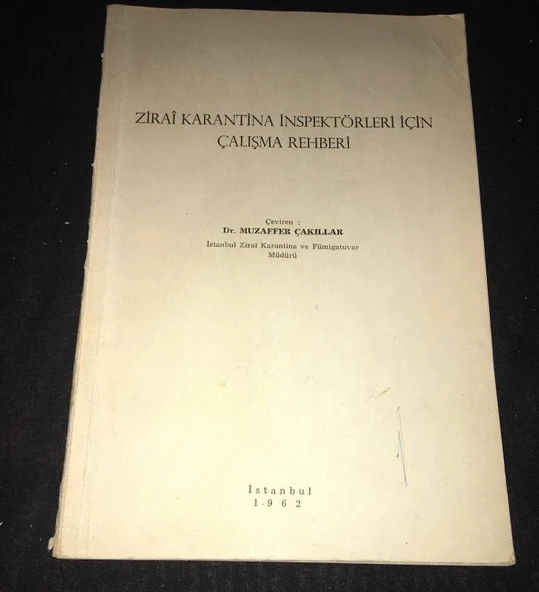 ZİRAÎ KARANTİNA İNSPEKTÖRLERİ İÇİN
ÇALIŞMA REHBERİ
Çeviren :
Dr. MUZAFFER ÇAKILLAR
İstanbul Ziraî Karantina ve Fümigatuvar
Müdürü
İstanbul
1962